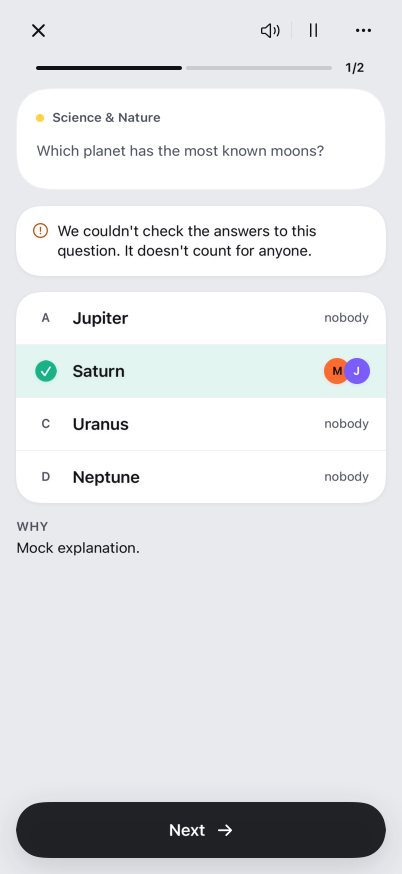 1/2
Science & Nature
Which planet has the most known moons?
We couldn't check the answers to this
question. It doesn't count for anyone.
A Jupiter nobody
Saturn M J
C Uranus nobody
D Neptune nobody
WHY
Mock explanation.
Next